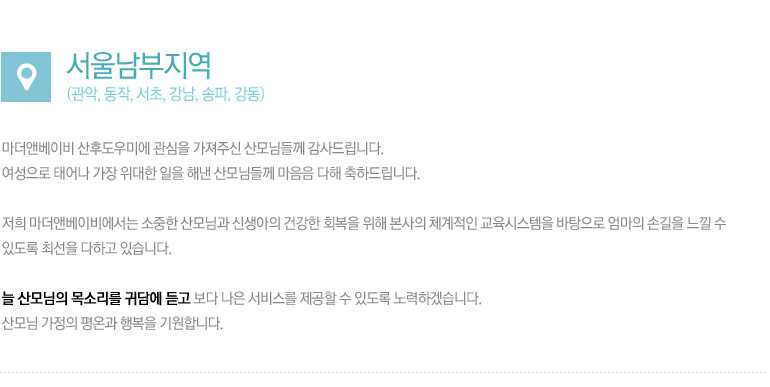 서울남부지역
(관악, 동작, 서초, 강남, 송파, 강동)
마더앤베이비 산후도우미에 관심을 가져주신 산모님들께 감사드립니다.
여성으로 태어나 가장 위대한 일을 해낸 산모님들께 마음음 다해 축하드립니다.
저희 마더앤베이비에서는 소중한 산모님과 신생아의 건강한 회복을 위해 본사의 체계적인 교육시스템을 바탕으로 엄마의 손길을 느낄 수
있도록 최선을 다하고 있습니다.
늘 산모님의 목소리를 귀담에 듣고 보다 나은 서비스를 제공할 수 있도록 노력하겠습니다.
산모님 가정의 평온과 행복을 기원합니다.